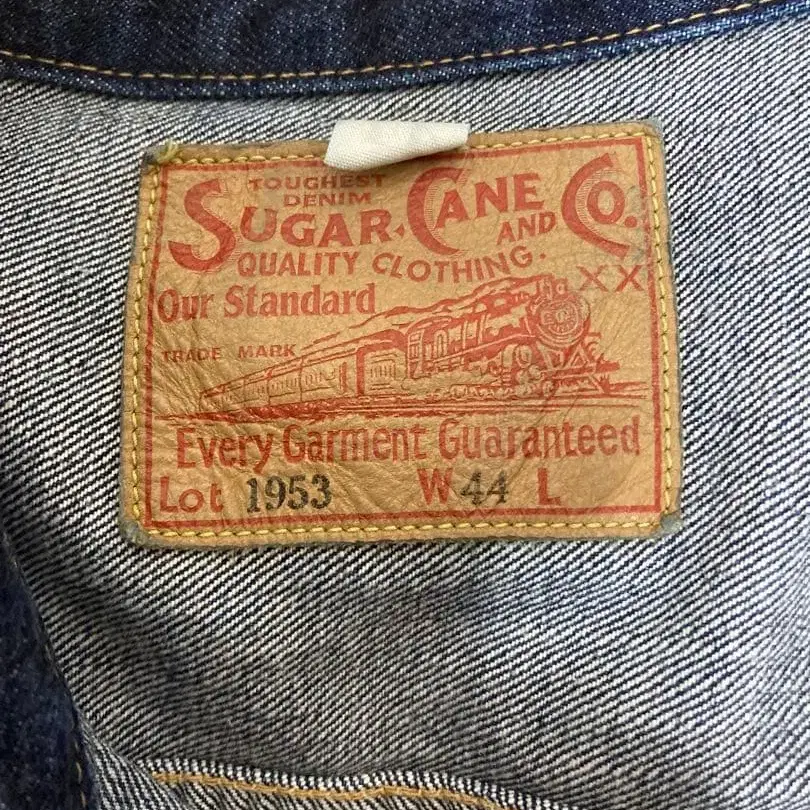 TOUGHEST
DENIM
SUGAR CANE CO.
AND
QUALITY CLOTHING.
XX
Our Standard
TRADE MARK
Every Garment Guaranteed
Lot 1953 W 44 L